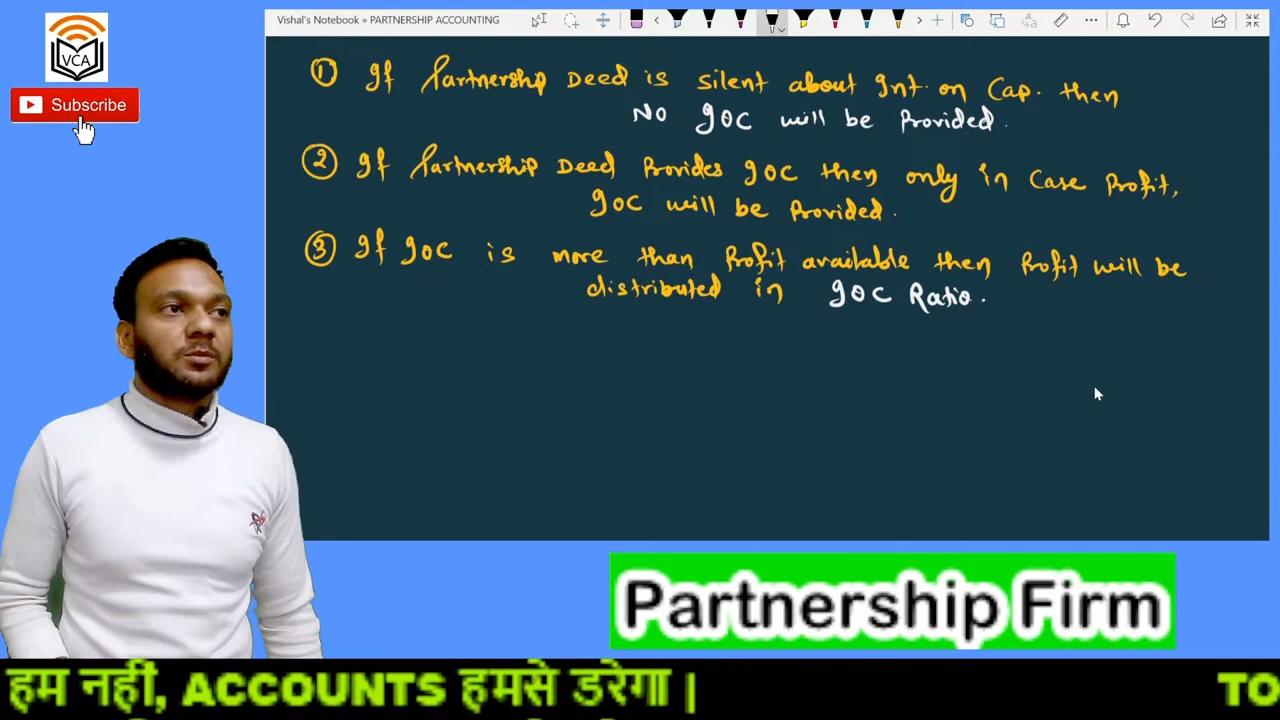 Vishal's Notebook » PARTNERSHIP ACCOUNTING
VCA
Subscribe
① If Partnership Deed is silent about Int. on Cap. then
NO IOC will be Provided.
② If Partnership Deed Provides IOC then only in Case Profit,
IOC will be Provided.
③ If IOC is more than Profit available then Profit will be
distributed in IOC Ratio.
Partnership Firm
हम नहीं, ACCOUNTS हमसे डरेगा |
TO